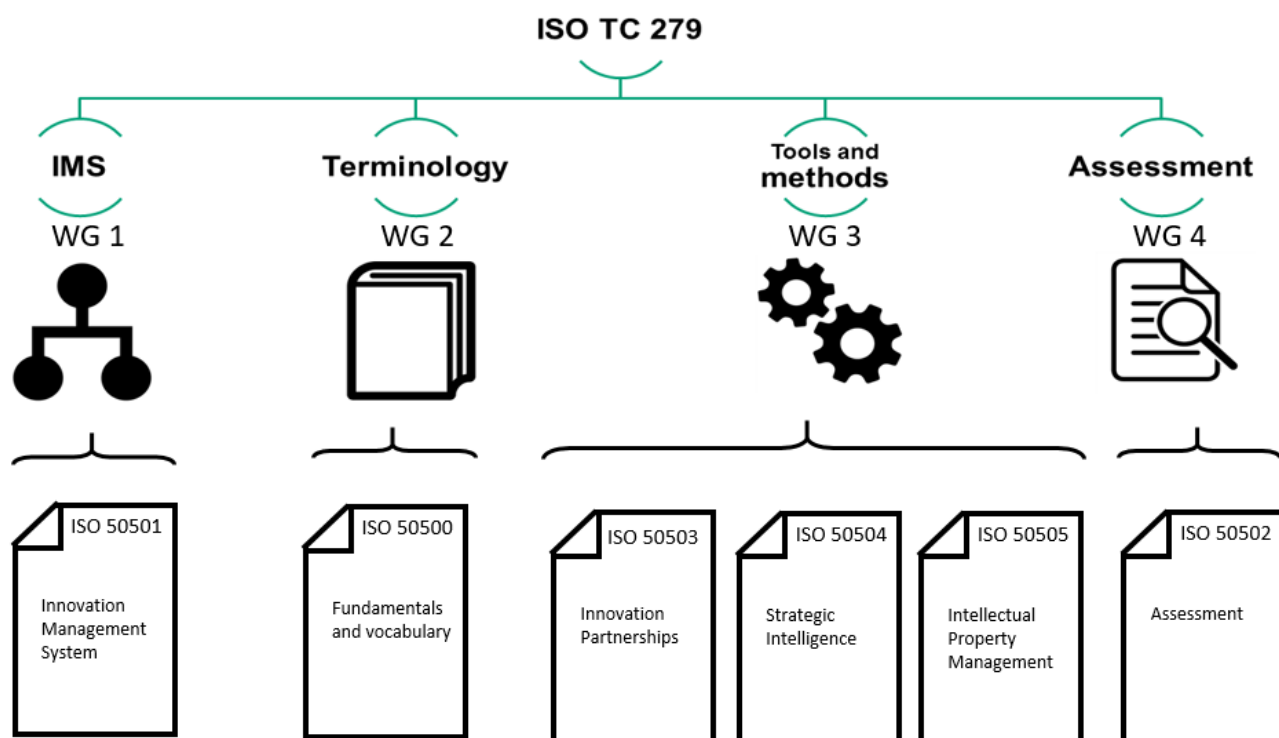 ISO TC 279
IMS
Terminology
Tools and
methods
Assessment
WG 1
WG 2
WG 3
WG 4
ISO 50501
Innovation
Management
System
ISO 50500
Fundamentals
and vocabulary
ISO 50503
Innovation
Partnerships
ISO 50504
Strategic
Intelligence
ISO 50505
Intellectual
Property
Management
ISO 50502
Assessment